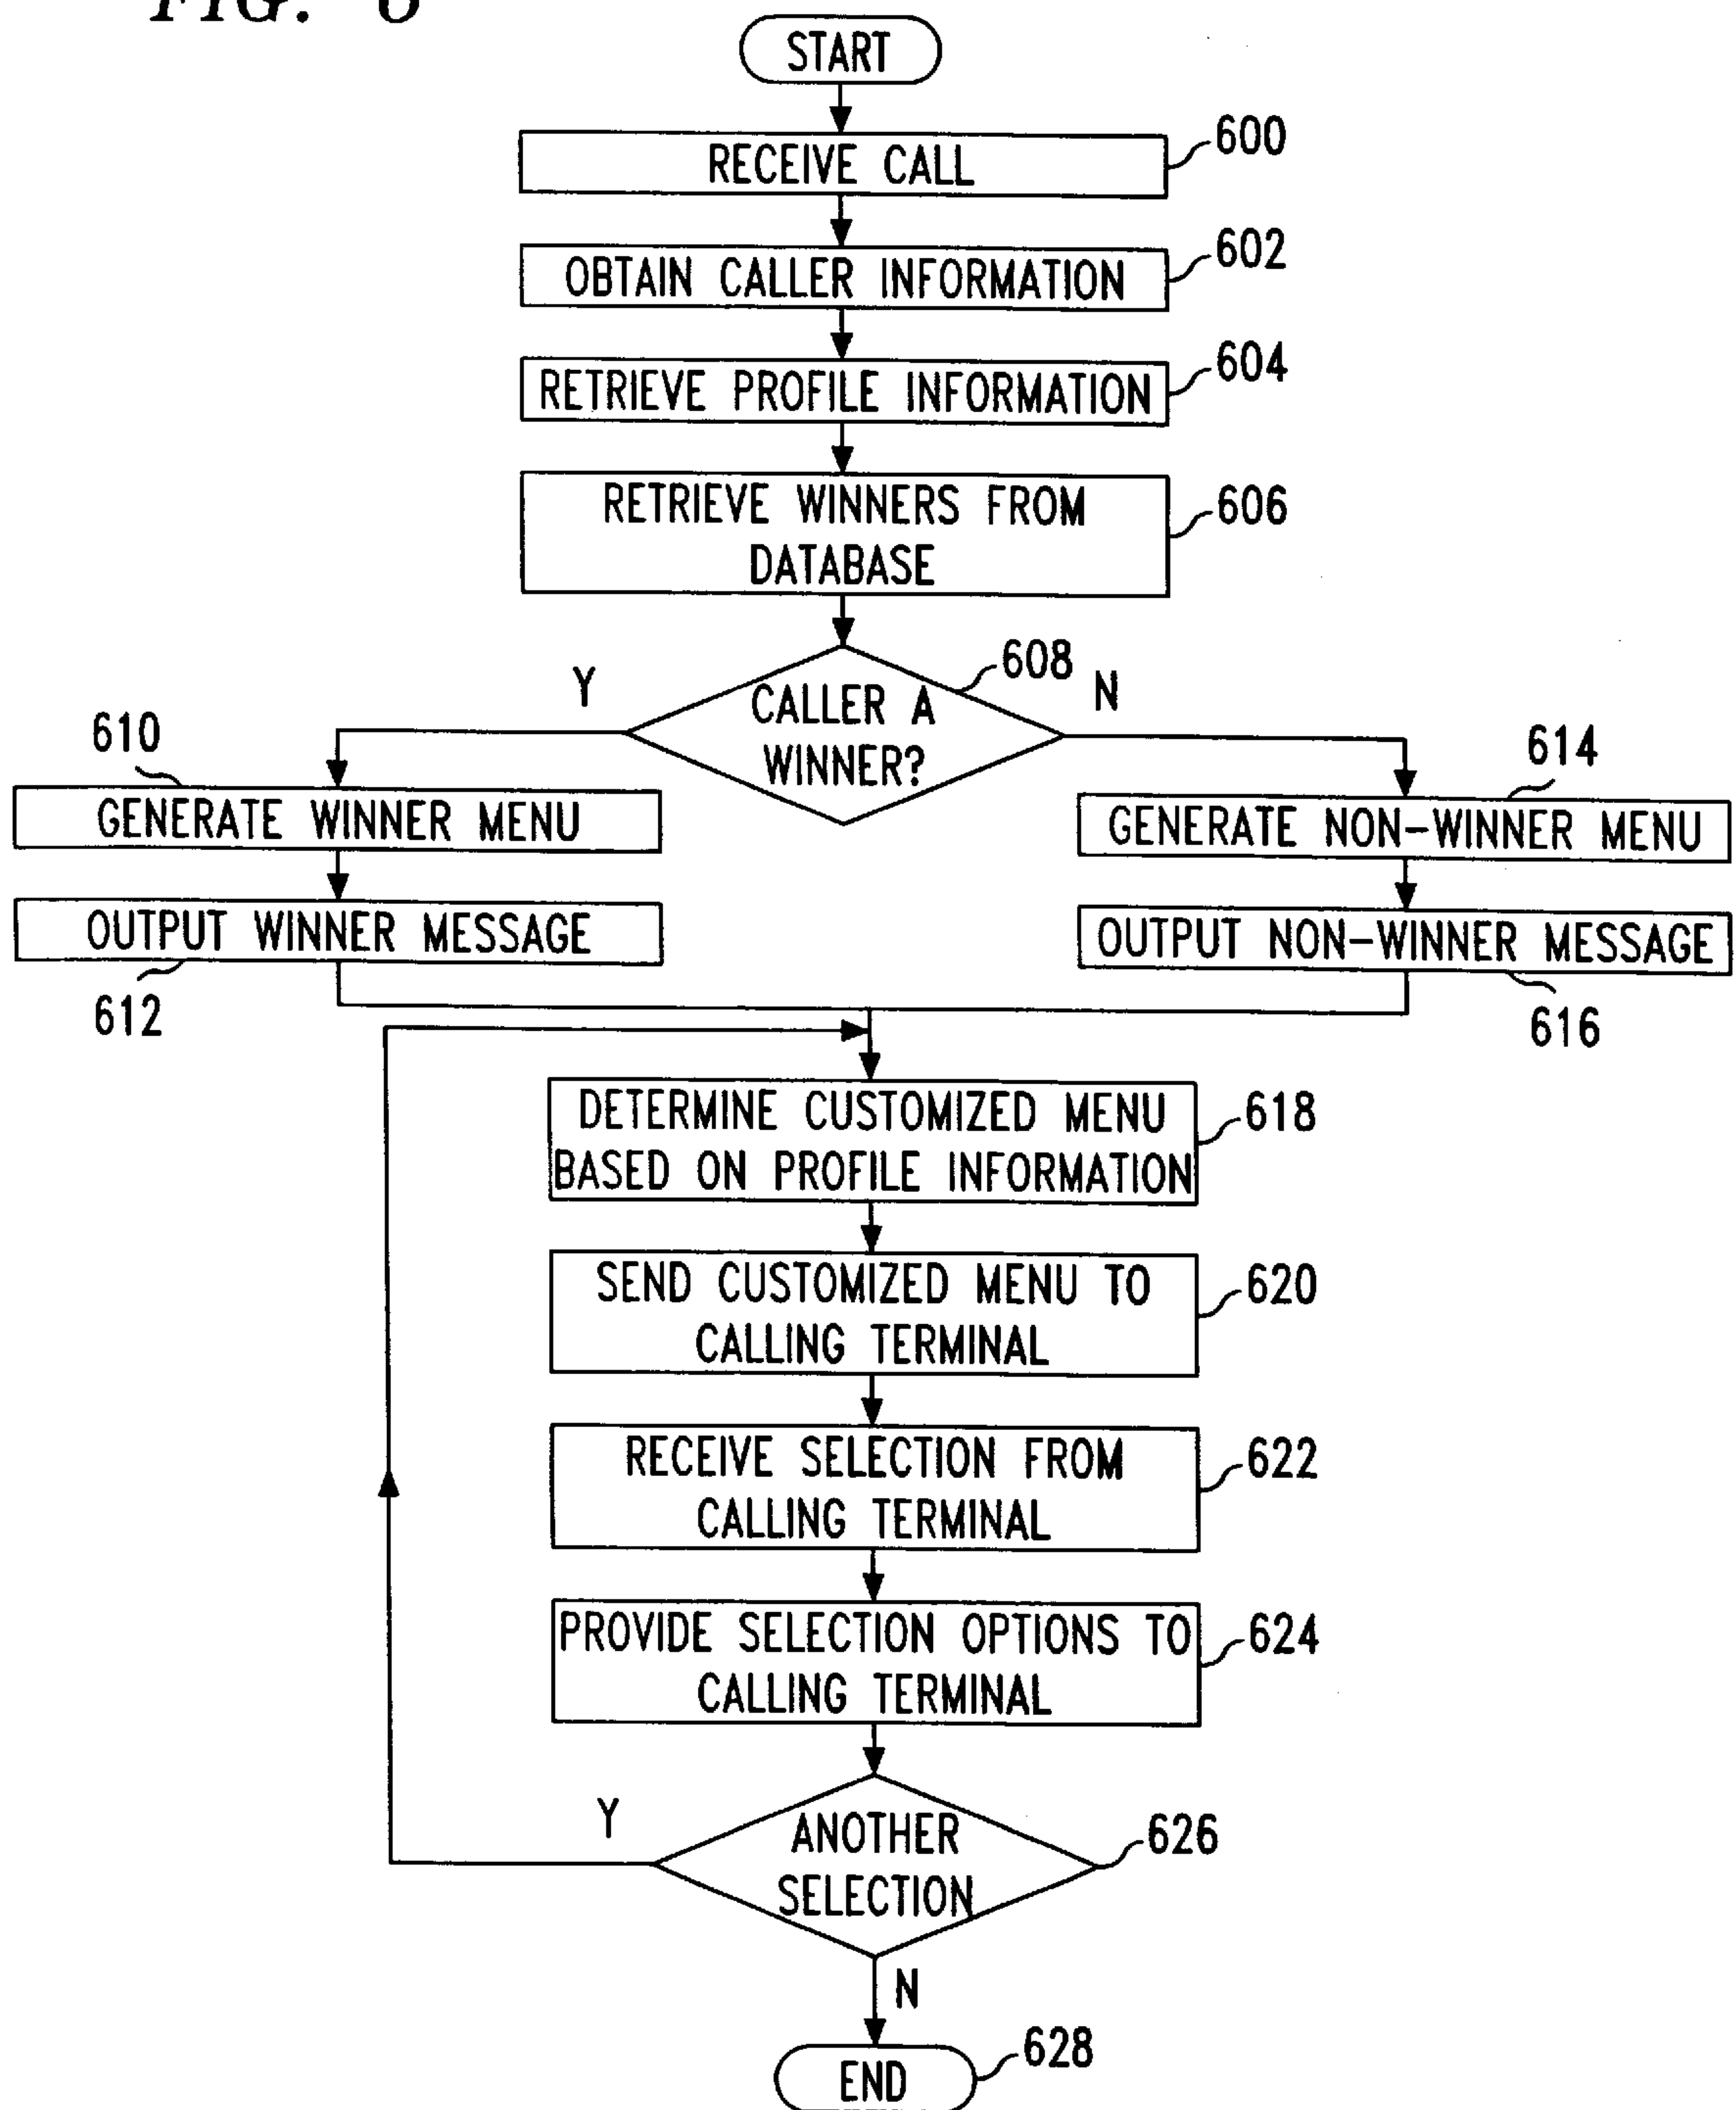 FIG. 6
START
RECEIVE CALL
600
OBTAIN CALLER INFORMATION
602
RETRIEVE PROFILE INFORMATION
604
RETRIEVE WINNERS FROM
DATABASE
606
608
Y
N
CALLER A
WINNER?
610
GENERATE WINNER MENU
614
GENERATE NON-WINNER MENU
OUTPUT WINNER MESSAGE
612
OUTPUT NON-WINNER MESSAGE
616
DETERMINE CUSTOMIZED MENU
BASED ON PROFILE INFORMATION
618
SEND CUSTOMIZED MENU TO
CALLING TERMINAL
620
RECEIVE SELECTION FROM
CALLING TERMINAL
622
PROVIDE SELECTION OPTIONS TO
CALLING TERMINAL
624
Y
ANOTHER
SELECTION
626
N
END
628